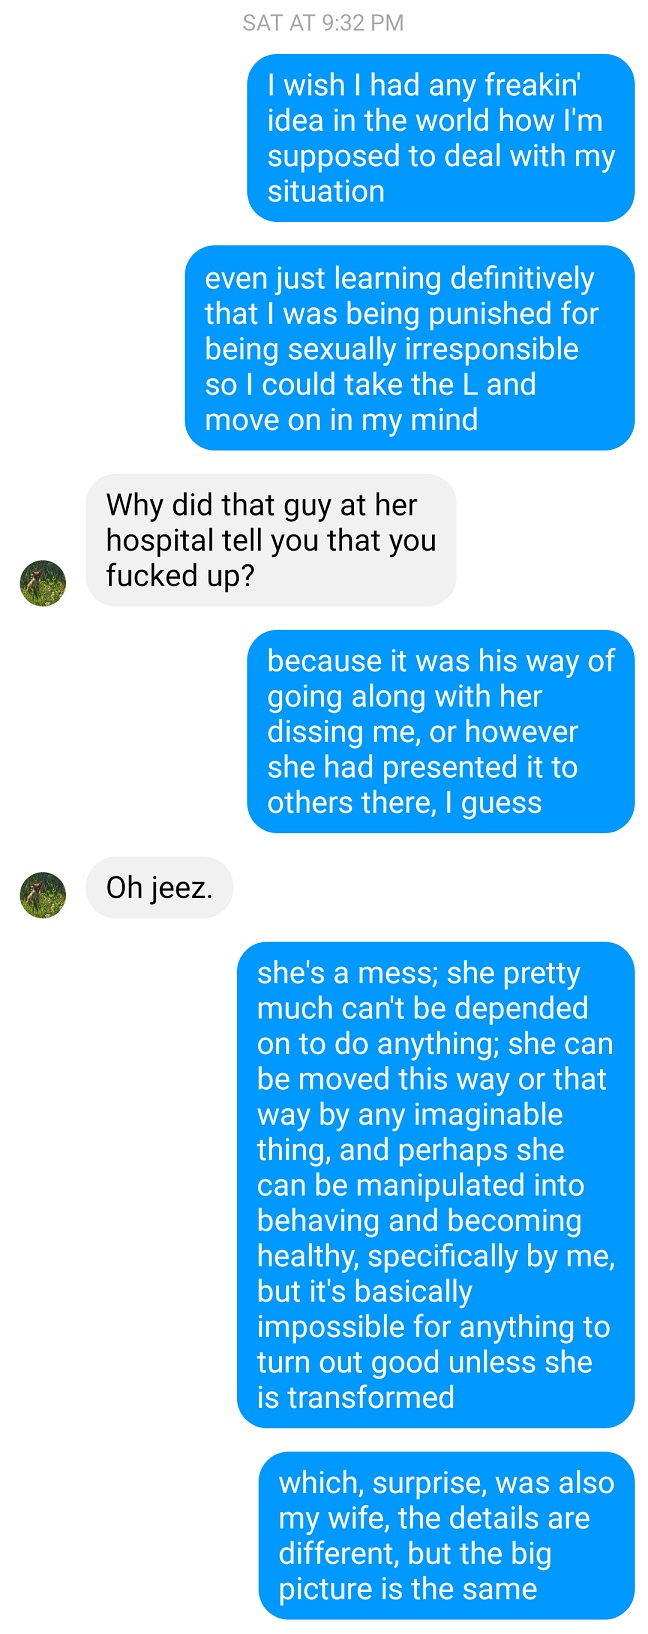 SAT AT 9:32 PM
I wish I had any freakin'
idea in the world how I'm
supposed to deal with my
situation
even just learning definitively
that I was being punished for
being sexually irresponsible
so I could take the L and
move on in my mind
Why did that guy at her
hospital tell you that you
fucked up?
because it was his way of
going along with her
dissing me, or however
she had presented it to
others there, I guess
Oh jeez.
she's a mess; she pretty
much can't be depended
on to do anything; she can
be moved this way or that
way by any imaginable
thing, and perhaps she
can be manipulated into
behaving and becoming
healthy, specifically by me,
but it's basically
impossible for anything to
turn out good unless she
is transformed
which, surprise, was also
my wife, the details are
different, but the big
picture is the same